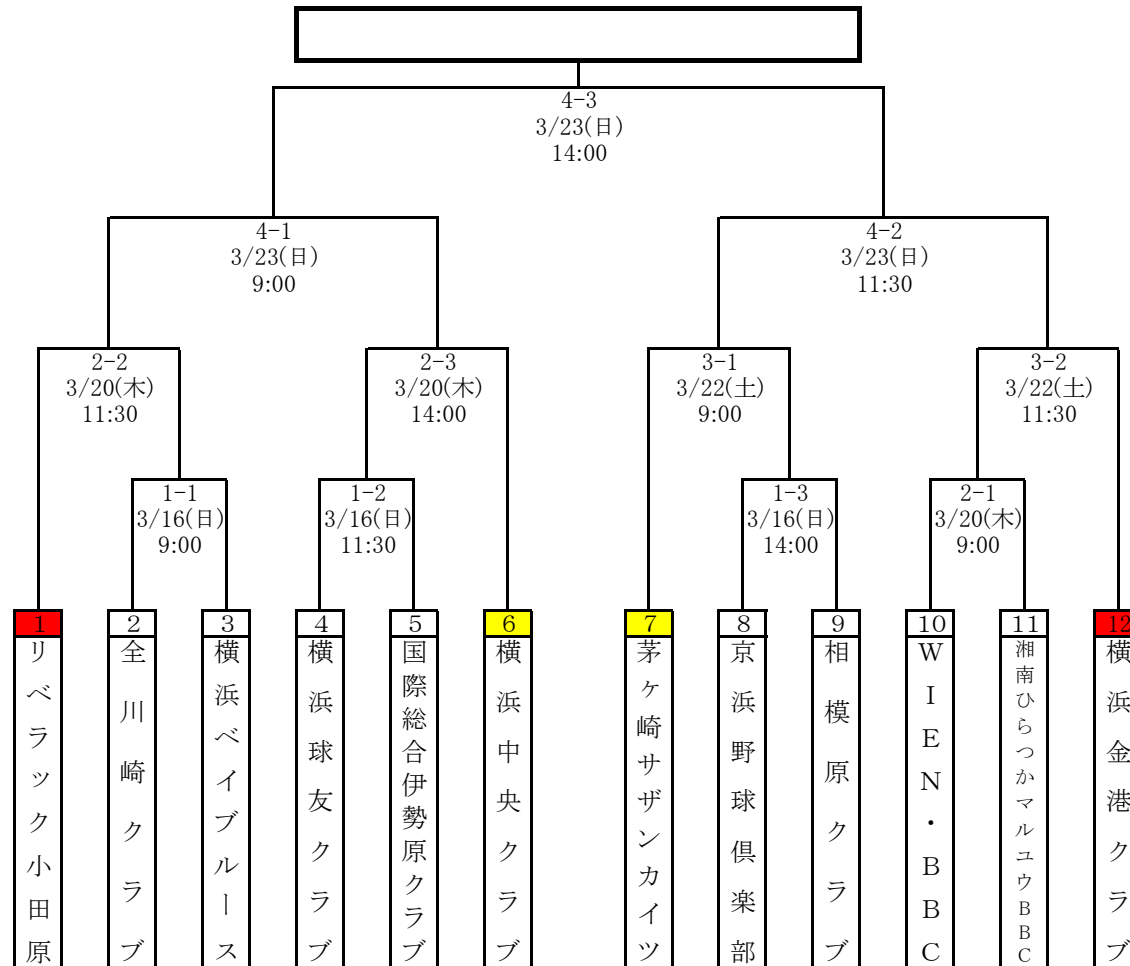 4-3
3/23(日)
14:00
4-1
3/23(日)
9:00
4-2
3/23(日)
11:30
2-2
3/20(木)
11:30
2-3
3/20(木)
14:00
3-1
3/22(土)
9:00
3-2
3/22(土)
11:30
1-1
3/16(日)
9:00
1-2
3/16(日)
11:30
1-3
3/16(日)
14:00
2-1
3/20(木)
9:00
1
リベラック小田原
2
全川崎クラブ
3
横浜ベイブルース
4
横浜球友クラブ
5
国際総合伊勢原クラブ
6
横浜中央クラブ
7
茅ヶ崎サザンカイツ
8
京浜野球倶楽部
9
相模原クラブ
10
WIEN・BBC
11
湘南ひらつかマルユウBBC
12
横浜金港クラブ